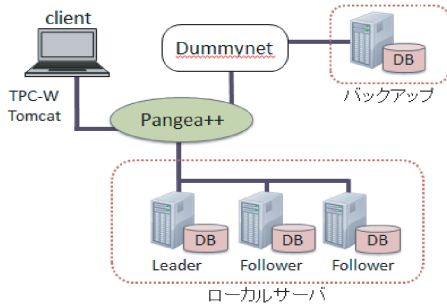 client
TPC-W
Tomcat
Dummynet
DB
バックアップ
Pangea++
DB
DB
DB
Leader
Follower
Follower
ローカルサーバ